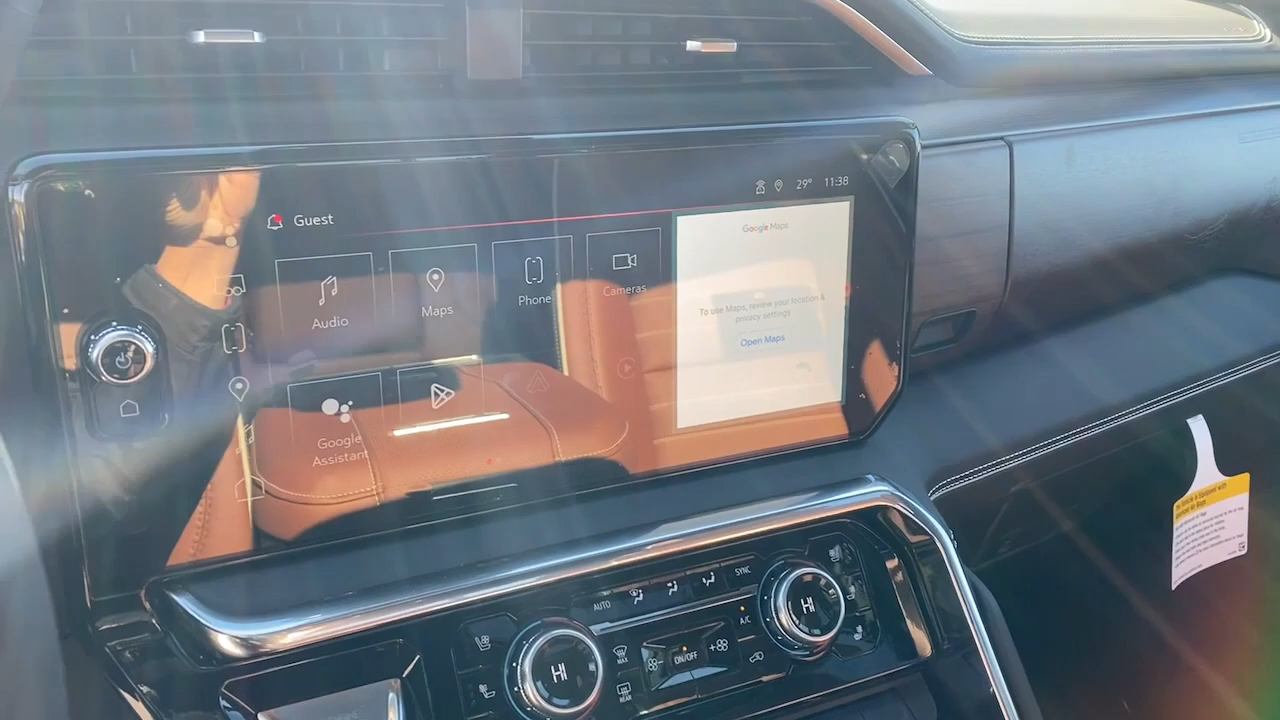 29° 11:38
Guest
Google Maps
Audio
Maps
Phone
Cameras
To use Maps, review your location &
privacy settings
Open Maps
Google
Assistant
AUTO
SYNC
HI
A/C
MAX
ON/OFF
HI
REAR